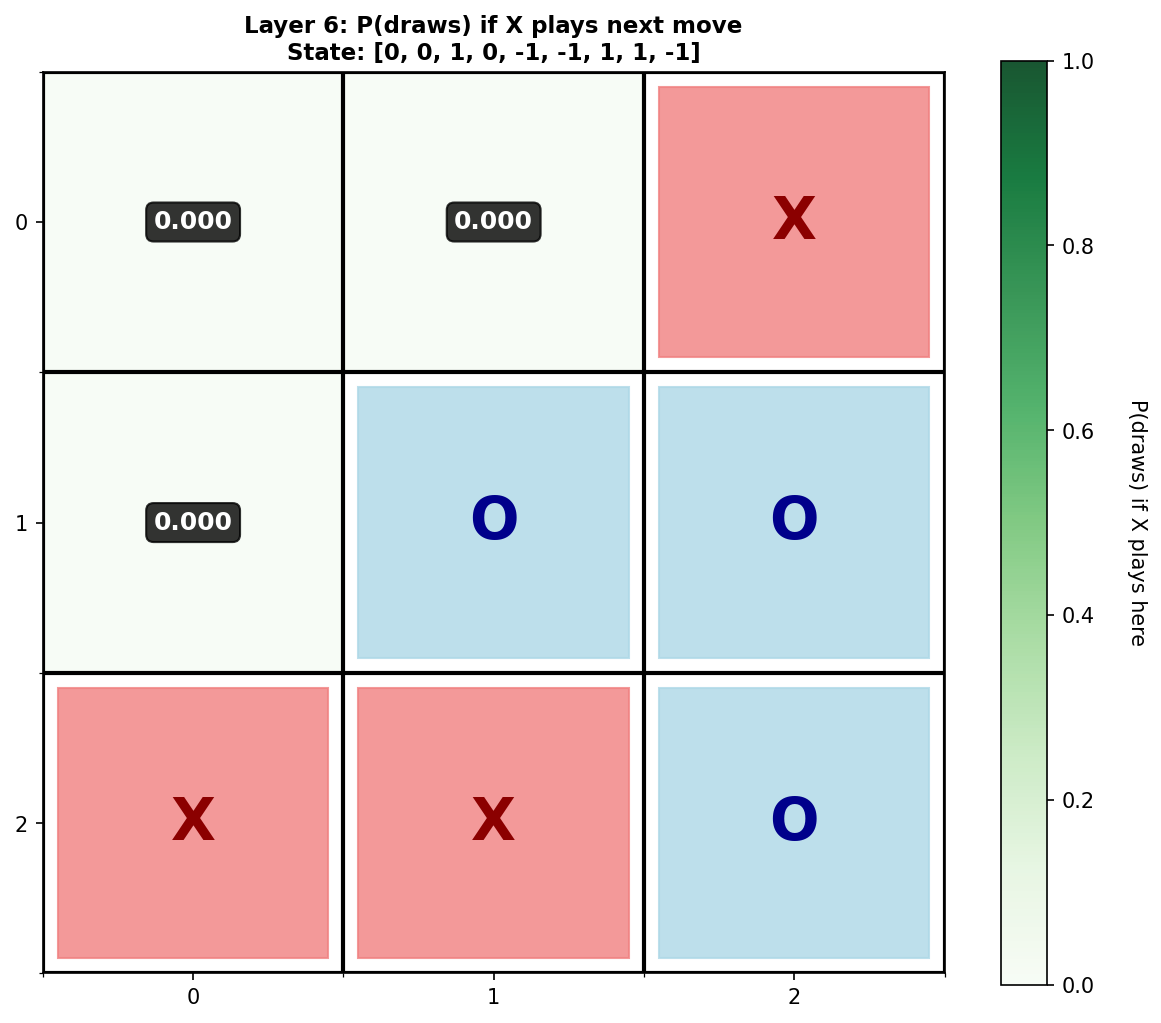 Layer 6: P(draws) if X plays next move
State: [0, 0, 1, 0, -1, -1, 1, 1, -1]
1.0
0.8
0.6
0.4
0.2
0.0
P(draws) if X plays here
0
0.000
0.000
X
1
0.000
O
O
2
X
X
O
0
1
2